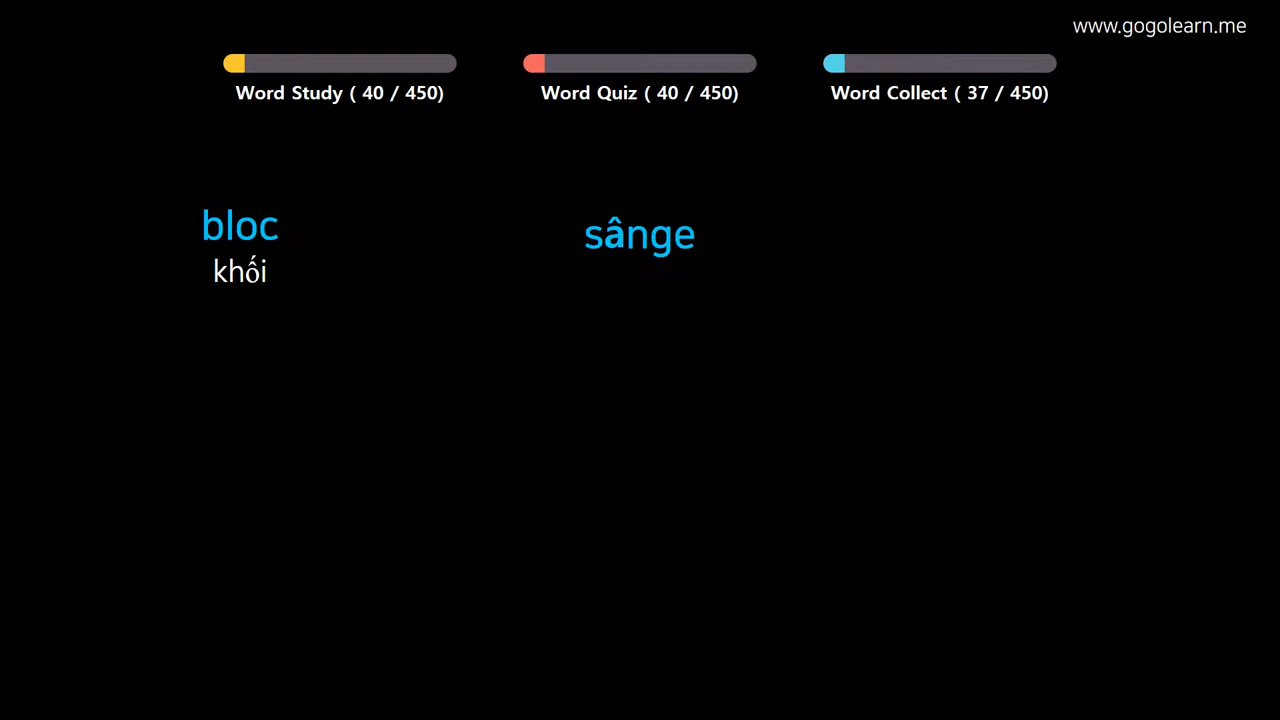 www.gogolearn.me
Word Study ( 40 / 450)
Word Quiz ( 40 / 450)
Word Collect ( 37 / 450)
bloc
khối
sânge